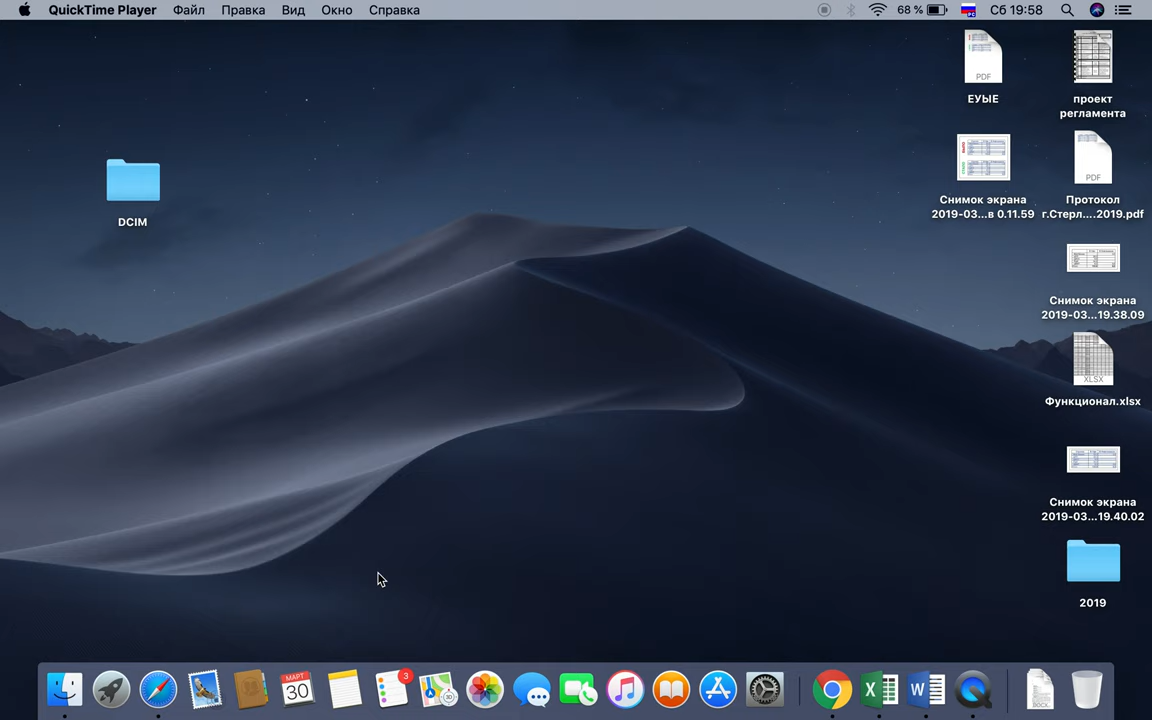 QuickTime Player Файл Правка Вид Окно Справка 68 % РС Сб 19:58
PDF
ЕУЫЕ
проект
регламента
DCIM
Снимок экрана
2019-03...в 0.11.59
PDF
Протокол
г.Стерл....2019.pdf
Снимок экрана
2019-03...19.38.09
XLSX
Функционал.xlsx
Снимок экрана
2019-03...19.40.02
2019
МАРТ
30
3
DOCX